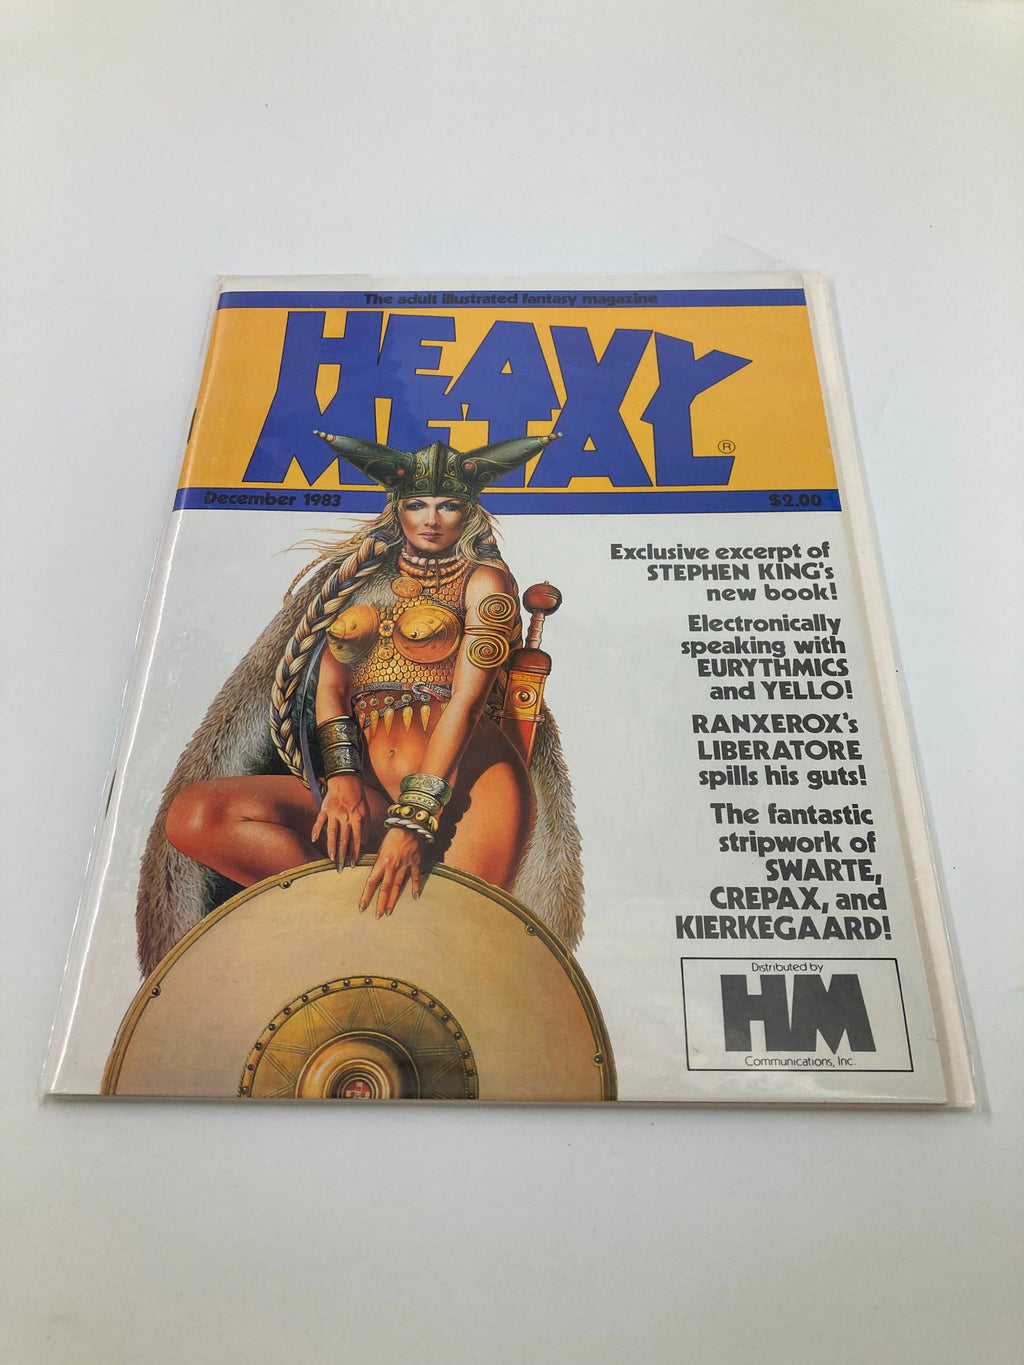 The adult illustrated fantasy magazine
HEAVY
METAL
®
December 1983
$2.00
Exclusive excerpt of
STEPHEN KING's
new book!
Electronically
speaking with
EURYTHMICS
and YELLO!
RANXEROX's
LIBERATORE
spills his guts!
The fantastic
stripwork of
SWARTE,
CREPAX, and
KIERKEGAARD!
Distributed by
HM
Communications, Inc.